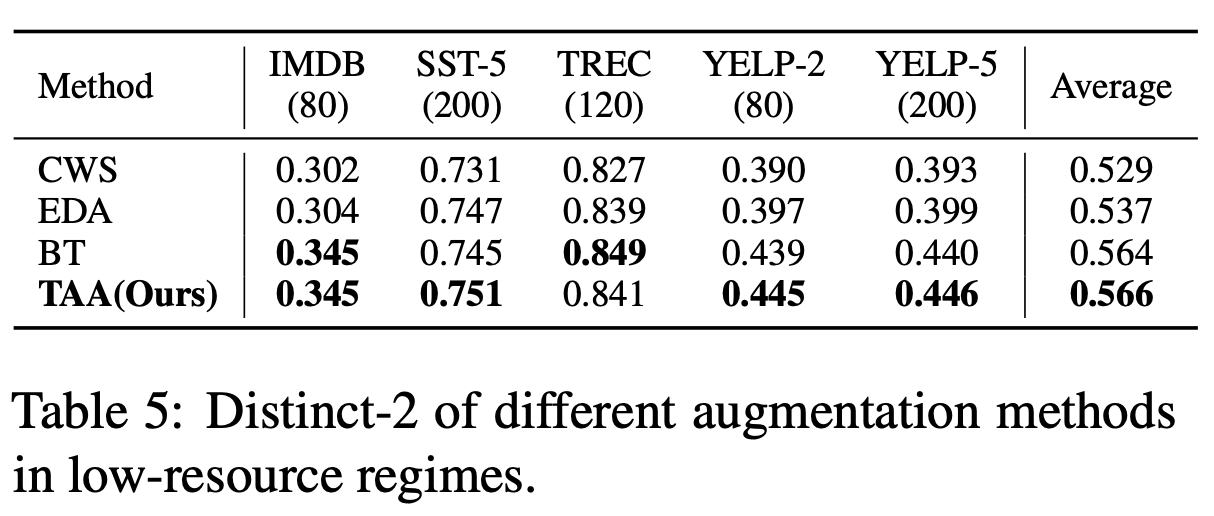 Method IMDB SST-5 TREC YELP-2 YELP-5 Average
(80) (200) (120) (80) (200)
CWS 0.302 0.731 0.827 0.390 0.393 0.529
EDA 0.304 0.747 0.839 0.397 0.399 0.537
BT 0.345 0.745 0.849 0.439 0.440 0.564
TAA(Ours) 0.345 0.751 0.841 0.445 0.446 0.566
Table 5: Distinct-2 of different augmentation methods
in low-resource regimes.